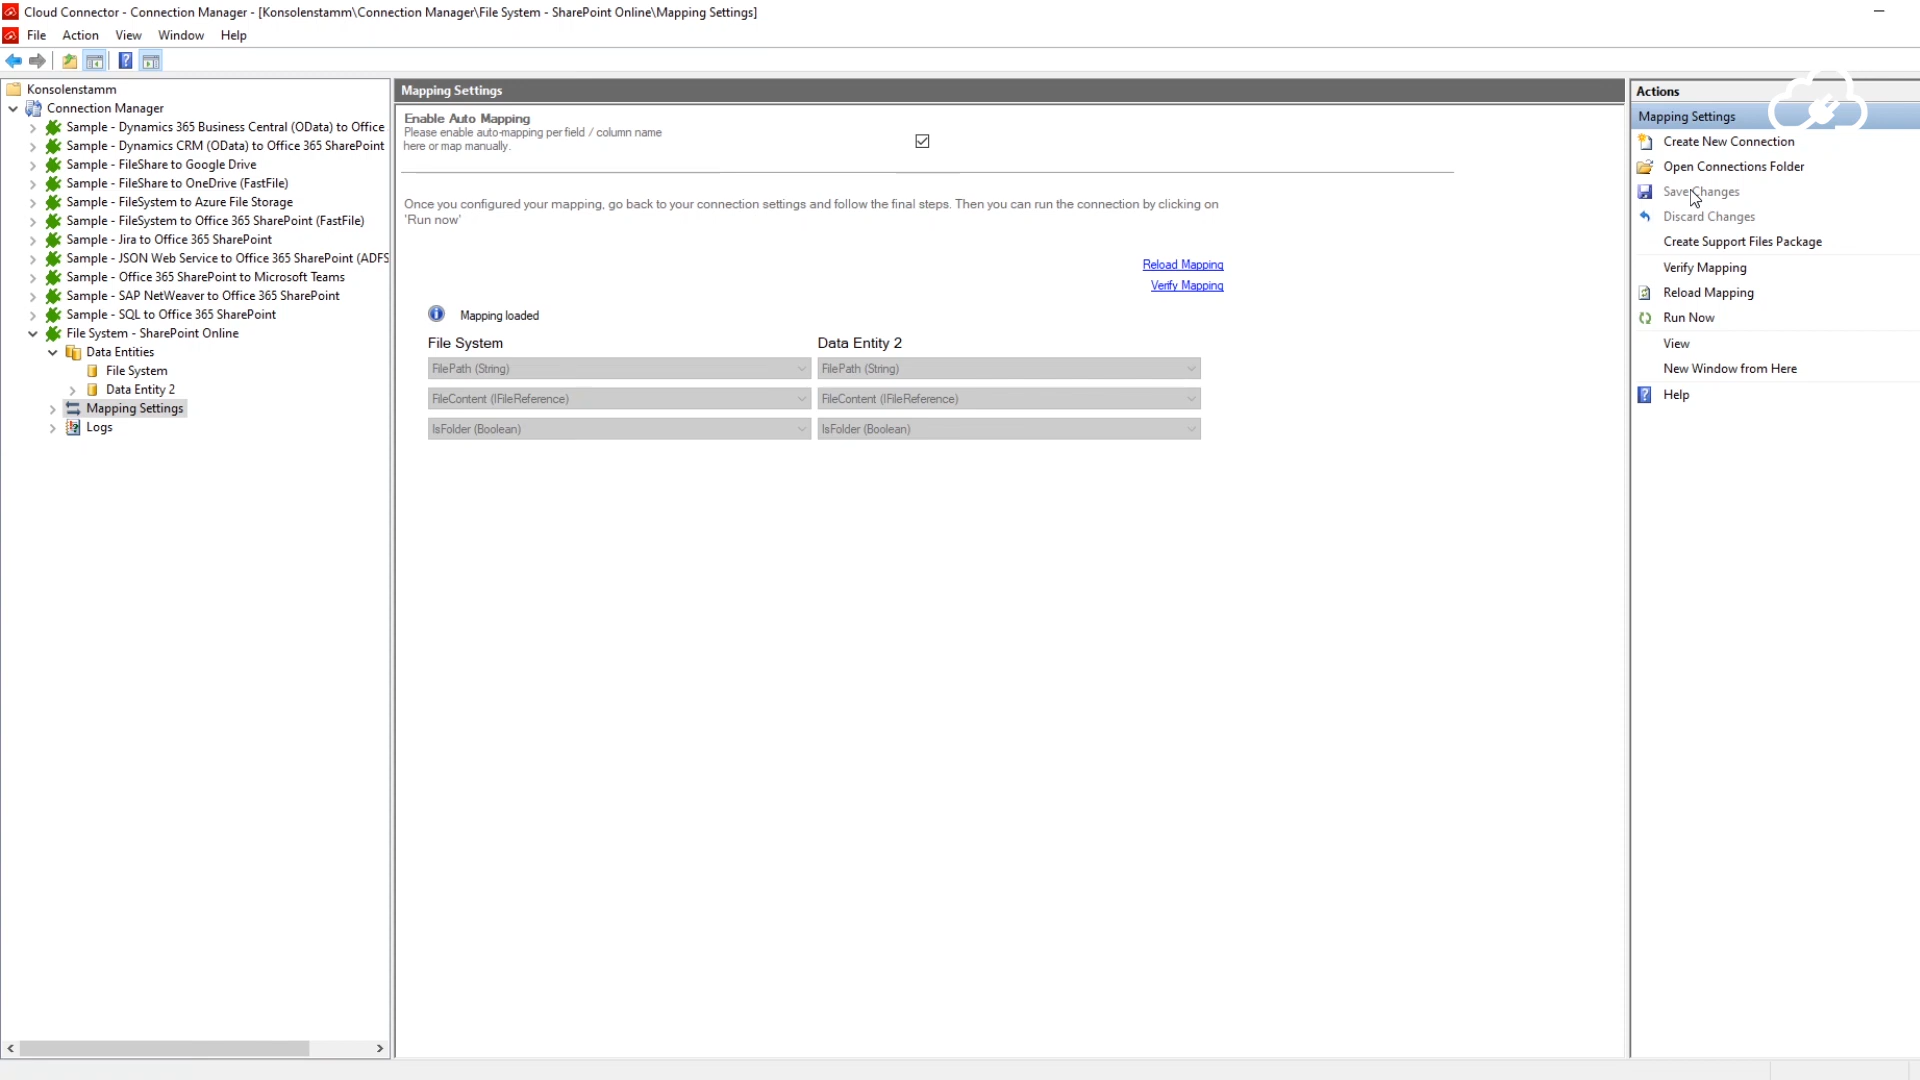 Cloud Connector - Connection Manager - [Konsolenstamm\Connection Manager\File System - SharePoint Online\Mapping Settings]
File Action View Window Help
Konsolenstamm
Connection Manager
Sample - Dynamics 365 Business Central (OData) to Office
Sample - Dynamics CRM (OData) to Office 365 SharePoint
Sample - FileShare to Google Drive
Sample - FileShare to OneDrive (FastFile)
Sample - FileSystem to Azure File Storage
Sample - FileSystem to Office 365 SharePoint (FastFile)
Sample - Jira to Office 365 SharePoint
Sample - JSON Web Service to Office 365 SharePoint (ADFS
Sample - Office 365 SharePoint to Microsoft Teams
Sample - SAP NetWeaver to Office 365 SharePoint
Sample - SQL to Office 365 SharePoint
File System - SharePoint Online
Data Entities
File System
Data Entity 2
Mapping Settings
Logs
Mapping Settings
Enable Auto Mapping
Please enable auto-mapping per field / column name
here or map manually.
Once you configured your mapping, go back to your connection settings and follow the final steps. Then you can run the connection by clicking on
'Run now'
Reload Mapping
Verify Mapping
Mapping loaded
File System Data Entity 2
FilePath (String) FilePath (String)
FileContent (IFileReference) FileContent (IFileReference)
IsFolder (Boolean) IsFolder (Boolean)
Actions
Mapping Settings
Create New Connection
Open Connections Folder
Save Changes
Discard Changes
Create Support Files Package
Verify Mapping
Reload Mapping
Run Now
View
New Window from Here
Help